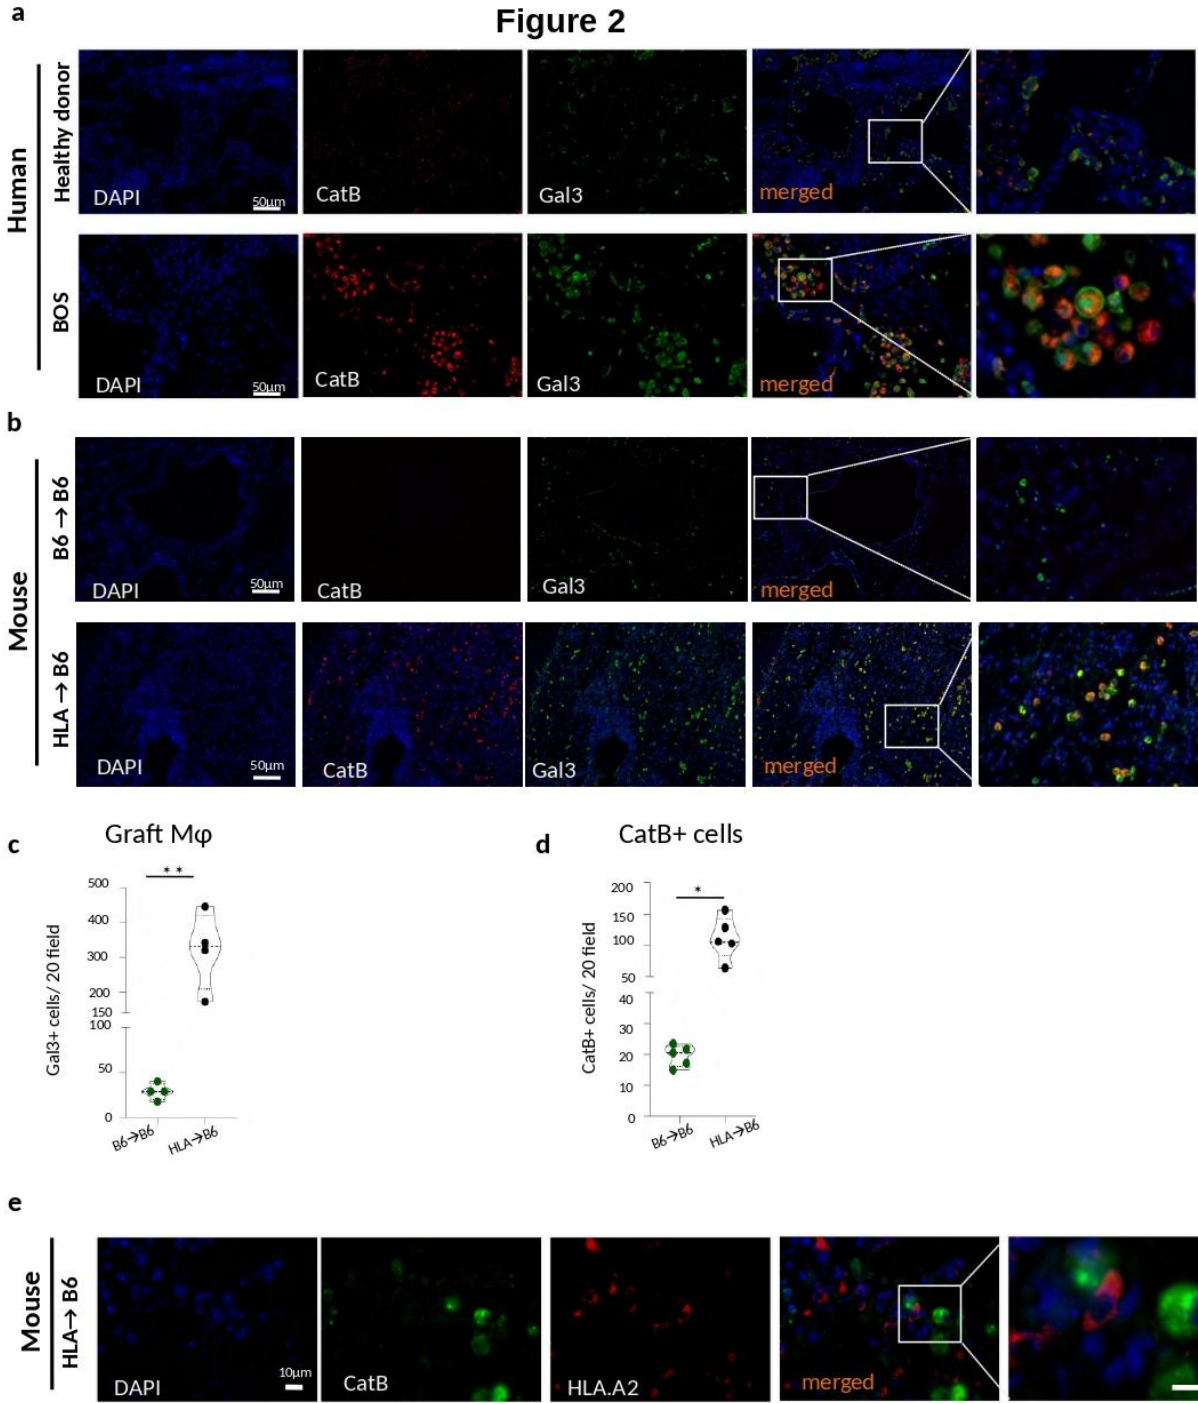 a
Figure 2
Human
Healthy donor
DAPI
50µm
CatB
Gal3
merged
BOS
DAPI
50µm
CatB
Gal3
merged
b
Mouse
B6 → B6
DAPI
50µm
CatB
Gal3
merged
HLA → B6
DAPI
50µm
CatB
Gal3
merged
c
Graft Mφ
**
Gal3+ cells/ 20 field
500
400
300
200
150
100
50
0
B6→B6
HLA→B6
d
CatB+ cells
*
CatB+ cells/ 20 field
200
150
100
50
40
30
20
10
0
B6→B6
HLA→B6
e
Mouse
HLA→ B6
DAPI
10µm
CatB
HLA.A2
merged